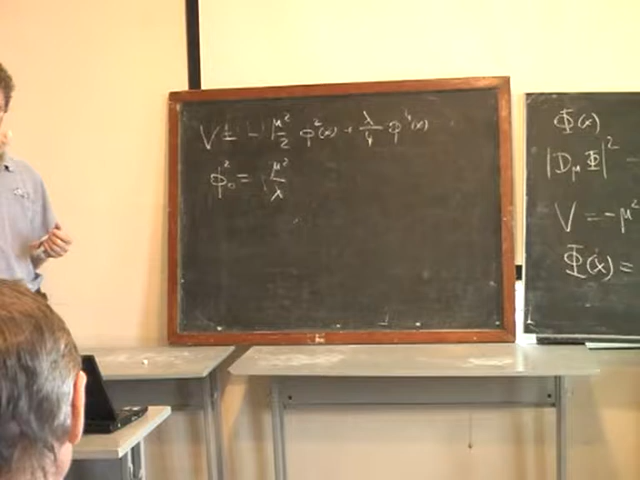 V = - μ²/2 φ²(x) + λ/4 φ⁴(x)
φ₀² = μ²/λ
Φ(x)
|D_μ Φ|² -
V = -μ²
Φ(x) =